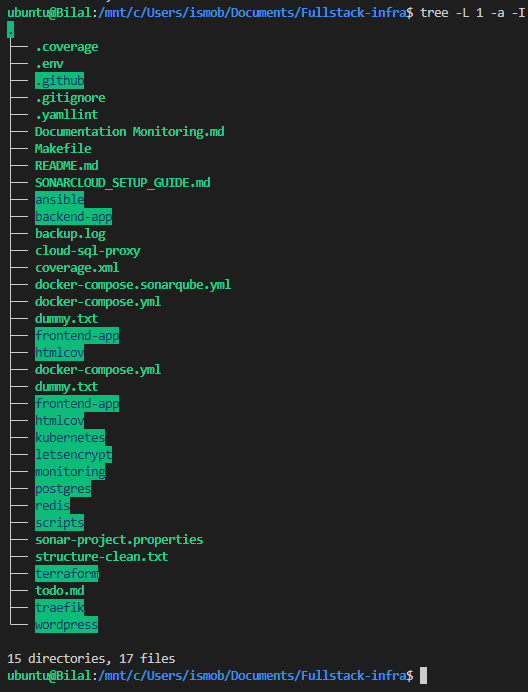 ubuntu@Bilal:/mnt/c/Users/ismob/Documents/Fullstack-infra$ tree -L 1 -a -I
.
├── .coverage
├── .env
├── .github
├── .gitignore
├── .yamllint
├── Documentation Monitoring.md
├── Makefile
├── README.md
├── SONARCLOUD_SETUP_GUIDE.md
├── ansible
├── backend-app
├── backup.log
├── cloud-sql-proxy
├── coverage.xml
├── docker-compose.sonarqube.yml
├── docker-compose.yml
├── dummy.txt
├── frontend-app
├── htmlcov
├── docker-compose.yml
├── dummy.txt
├── frontend-app
├── htmlcov
├── kubernetes
├── letsencrypt
├── monitoring
├── postgres
├── redis
├── scripts
├── sonar-project.properties
├── structure-clean.txt
├── terraform
├── todo.md
├── traefik
└── wordpress
15 directories, 17 files
ubuntu@Bilal:/mnt/c/Users/ismob/Documents/Fullstack-infra$